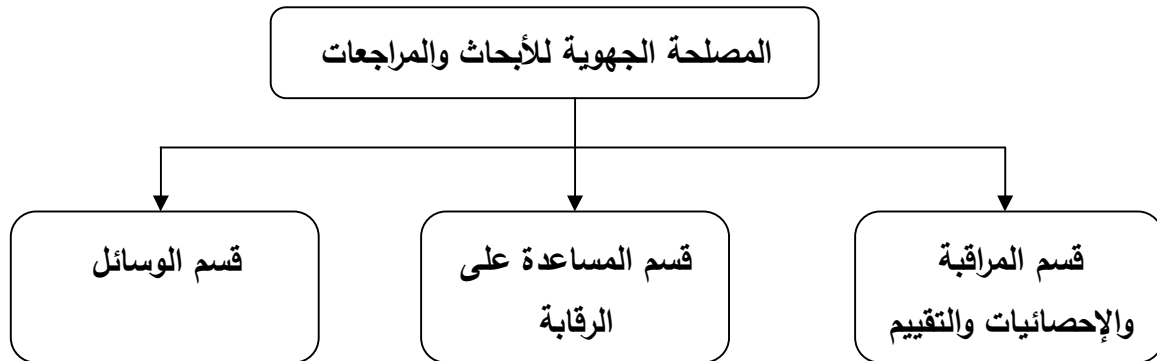 المصلحة الجهوية للأبحاث والمراجعات
قسم المراقبة
والإحصائيات والتقييم
قسم المساعدة على
الرقابة
قسم الوسائل